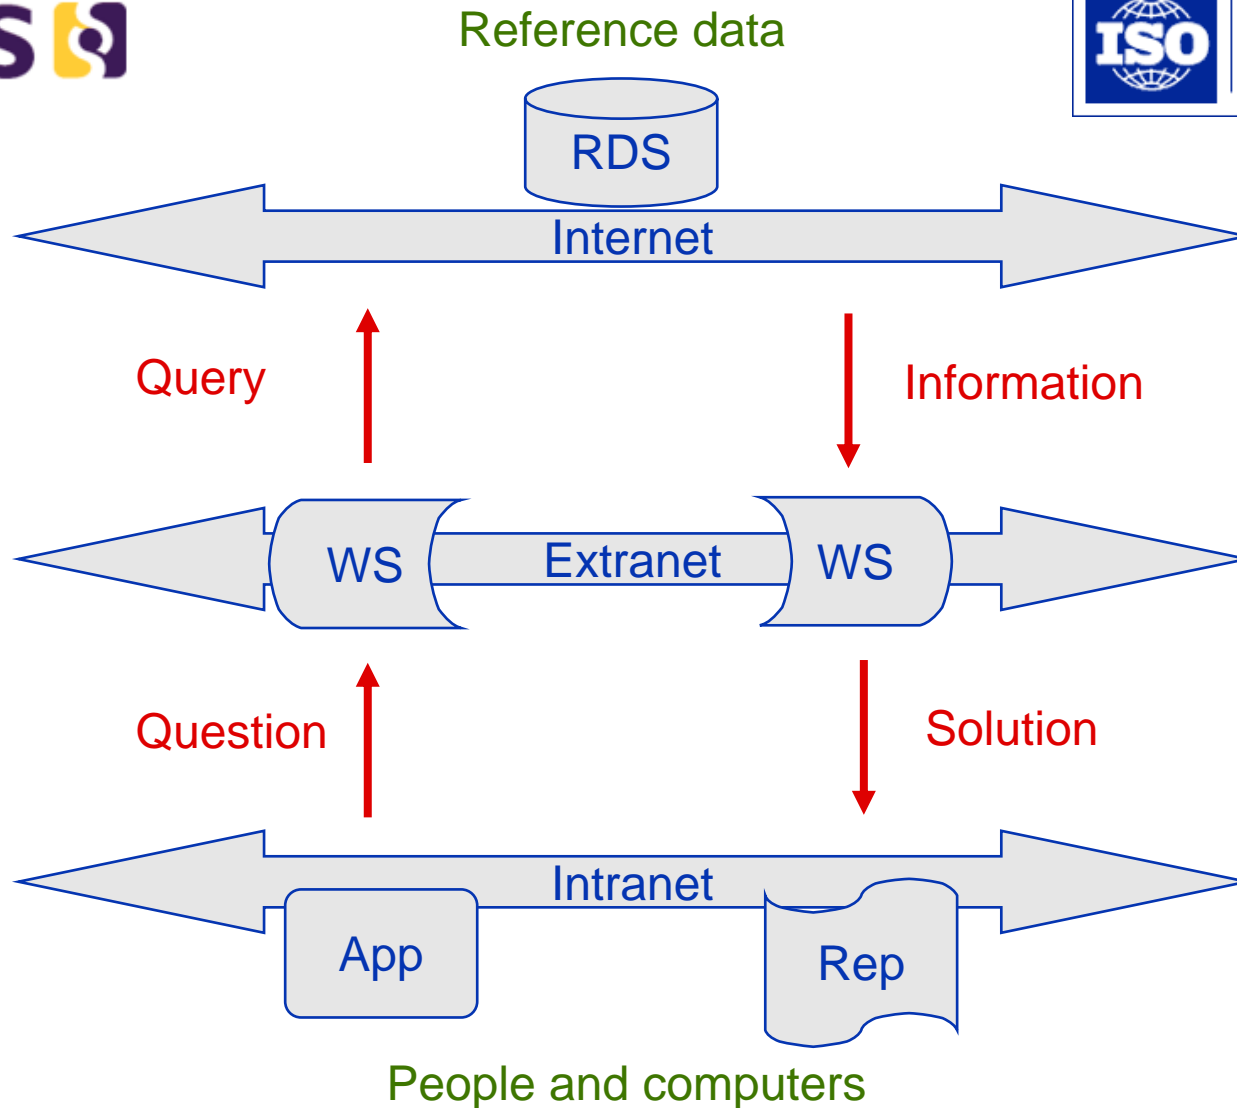 S
Reference data
ISO
RDS
Internet
Query
Information
WS
Extranet
WS
Question
Solution
Intranet
App
Rep
People and computers